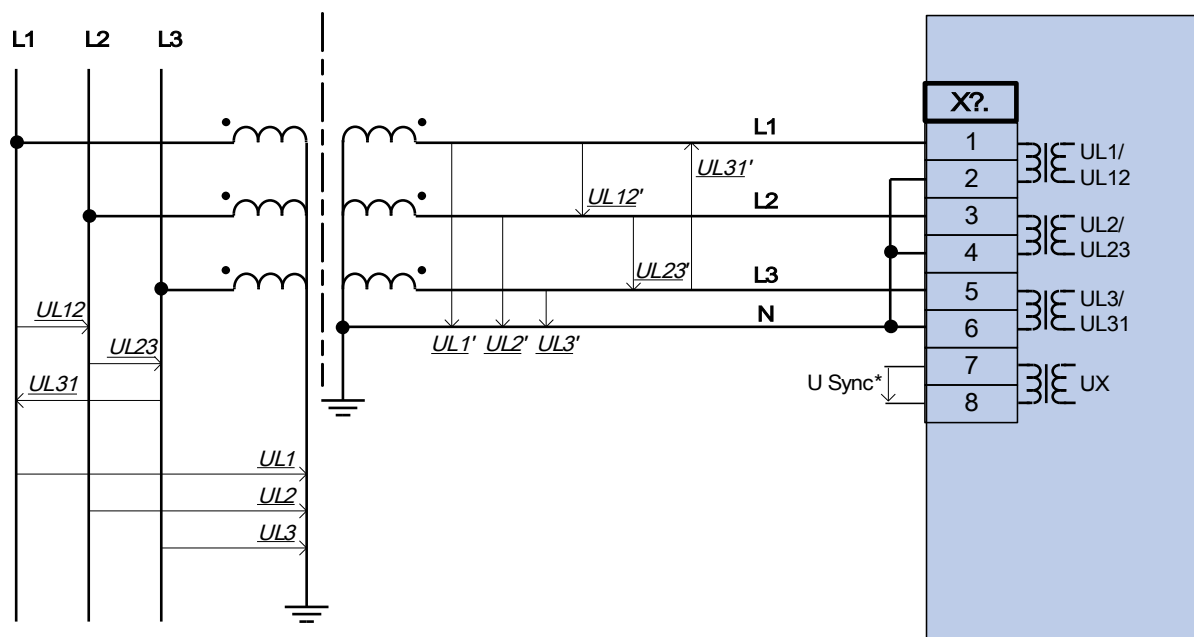 L1 L2 L3
X?.
L1
1
UL1/
UL31'
2
UL12
UL12'
L2
3
UL2/
4
UL23
UL23'
L3
5
UL3/
UL12
N
6
UL31
UL1' UL2' UL3'
UL23
7
UL31
U Sync*
UX
8
UL1
UL2
UL3